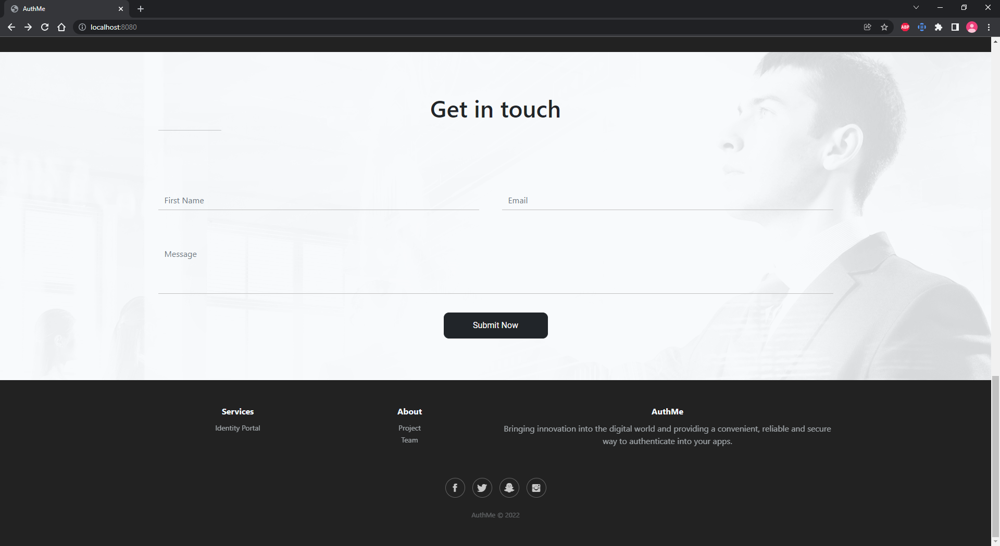 AuthMe
localhost:8080
ABP
Get in touch
First Name
Email
Message
Submit Now
Services
Identity Portal
About
Project
Team
AuthMe
Bringing innovation into the digital world and providing a convenient, reliable and secure
way to authenticate into your apps.
AuthMe © 2022